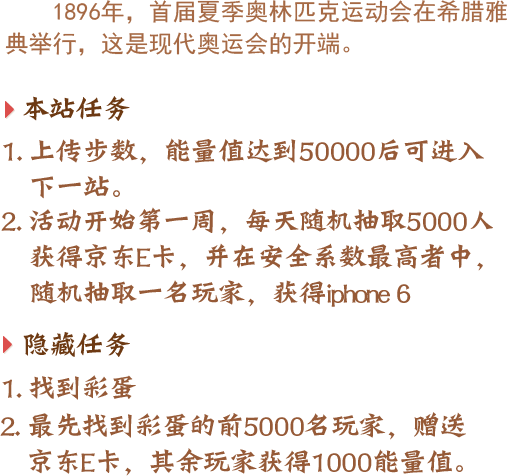 1896年，首届夏季奥林匹克运动会在希腊雅
典举行，这是现代奥运会的开端。
本站任务
1. 上传步数，能量值达到50000后可进入
下一站。
2. 活动开始第一周，每天随机抽取5000人
获得京东E卡，并在安全系数最高者中，
随机抽取一名玩家，获得iphone 6
隐藏任务
1. 找到彩蛋
2. 最先找到彩蛋的前5000名玩家，赠送
京东E卡，其余玩家获得1000能量值。